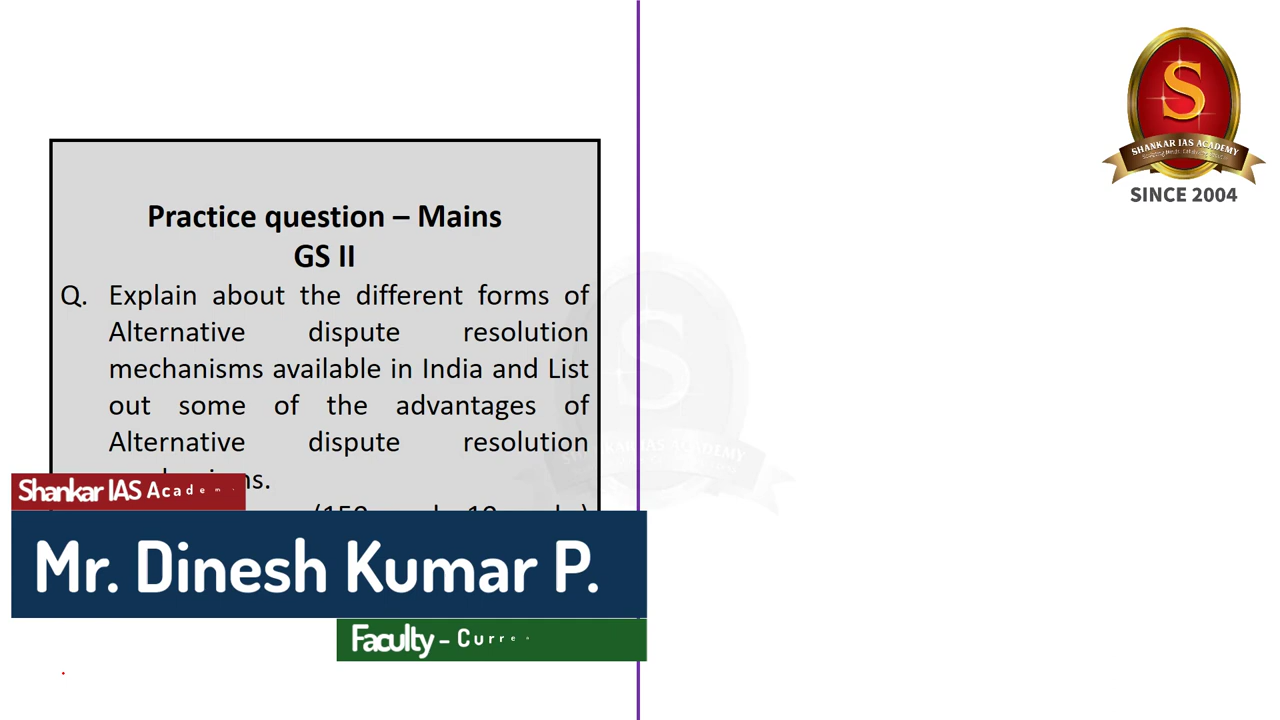 Practice question – Mains
GS II
Q. Explain about the different forms of
Alternative dispute resolution
mechanisms available in India and List
out some of the advantages of
Alternative dispute resolution
Shankar IAS Academ
Mr. Dinesh Kumar P.
Faculty - Curre
S
SHANKAR IAS ACADEMY
SINCE 2004